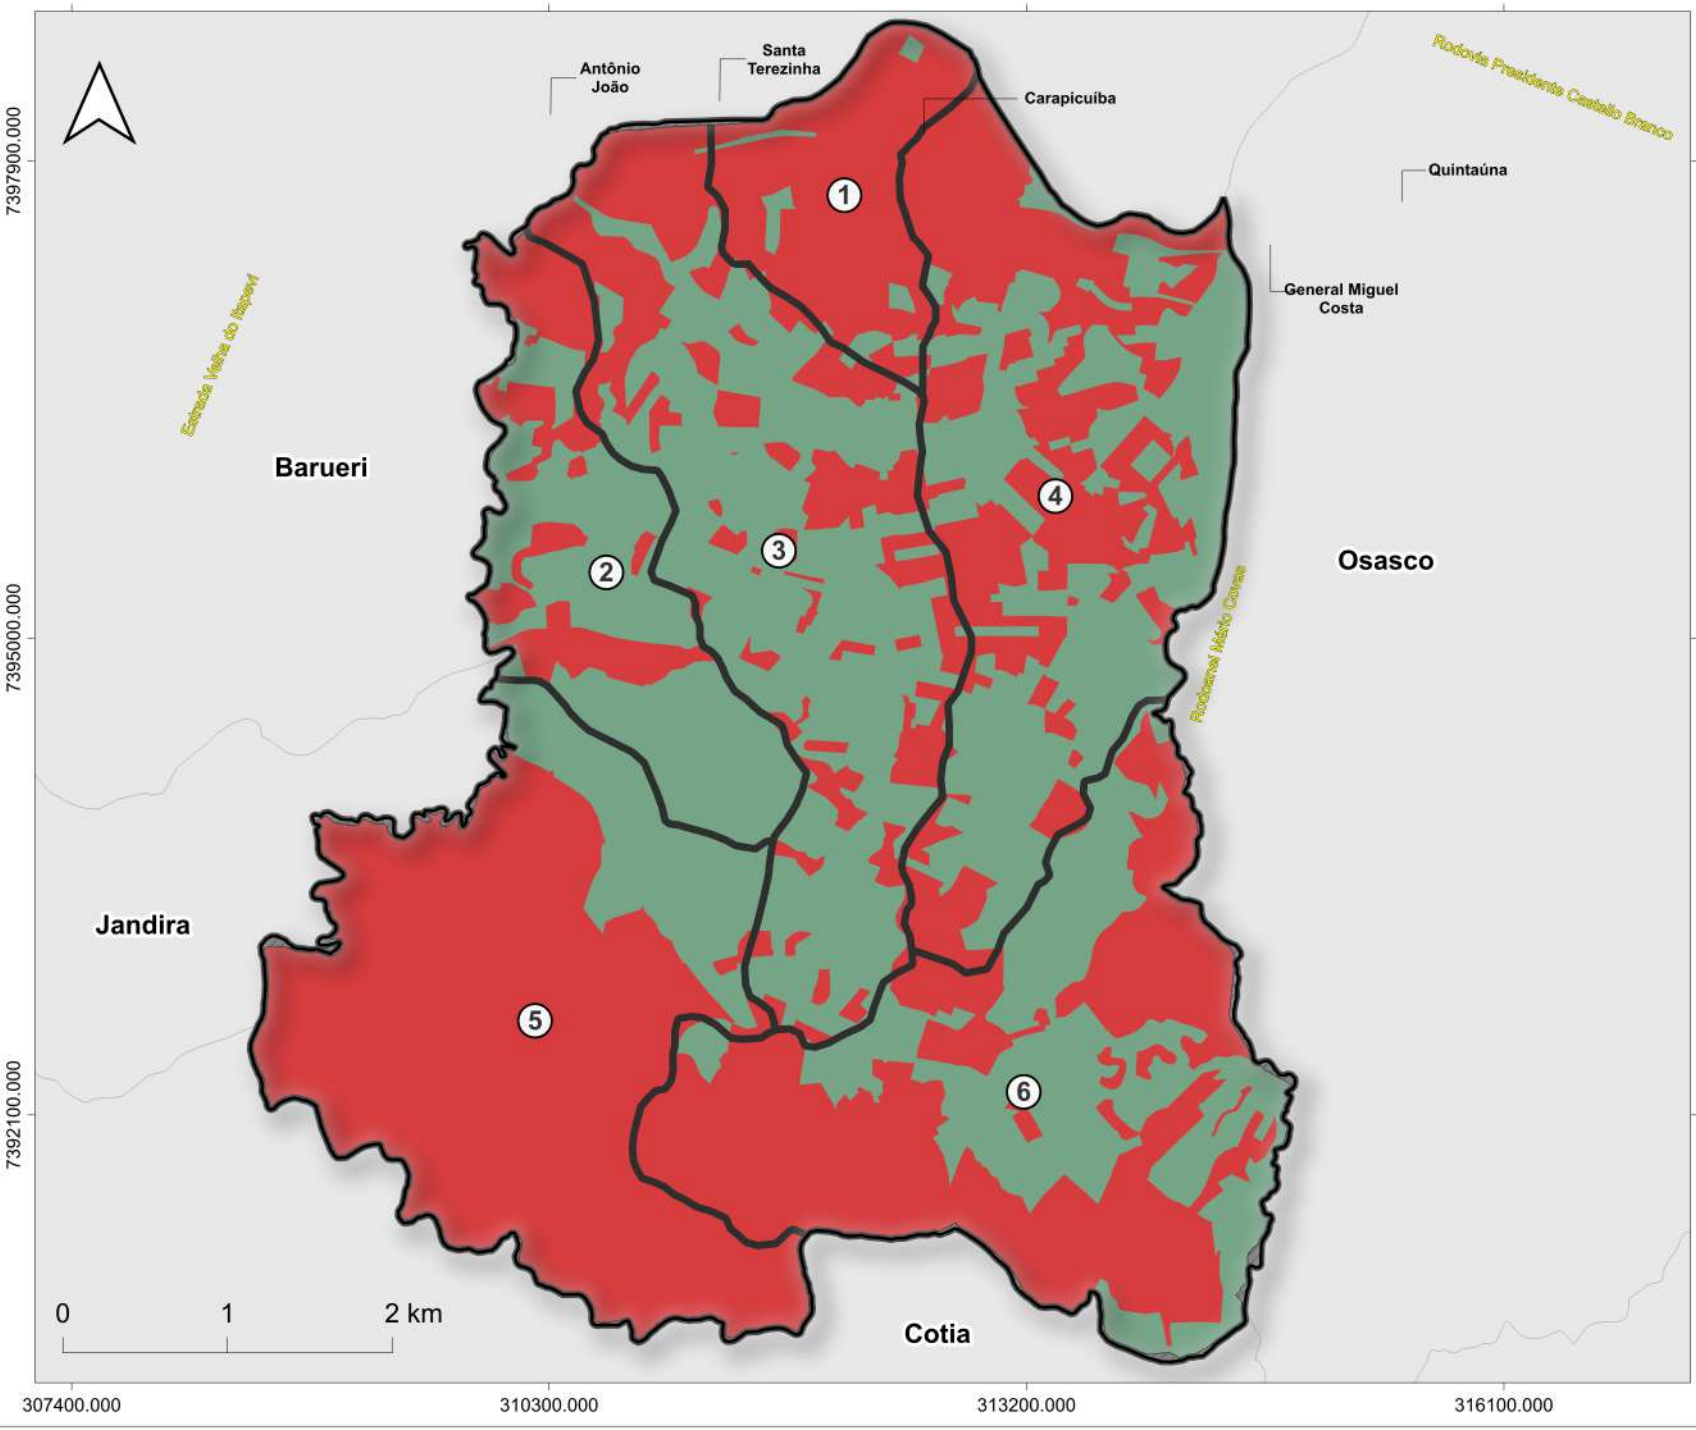 Rodovia Presidente Castello Branco
Santa
Terezinha
Antônio
João
Carapicuíba
7397900.000
Quintaúna
1
General Miguel
Costa
Estrada Velha do Itapevi
Barueri
4
3
Osasco
2
7395000.000
Rodoanel Mário Covas
Jandira
5
6
7392100.000
0 1 2 km
Cotia
307400.000 310300.000 313200.000 316100.000